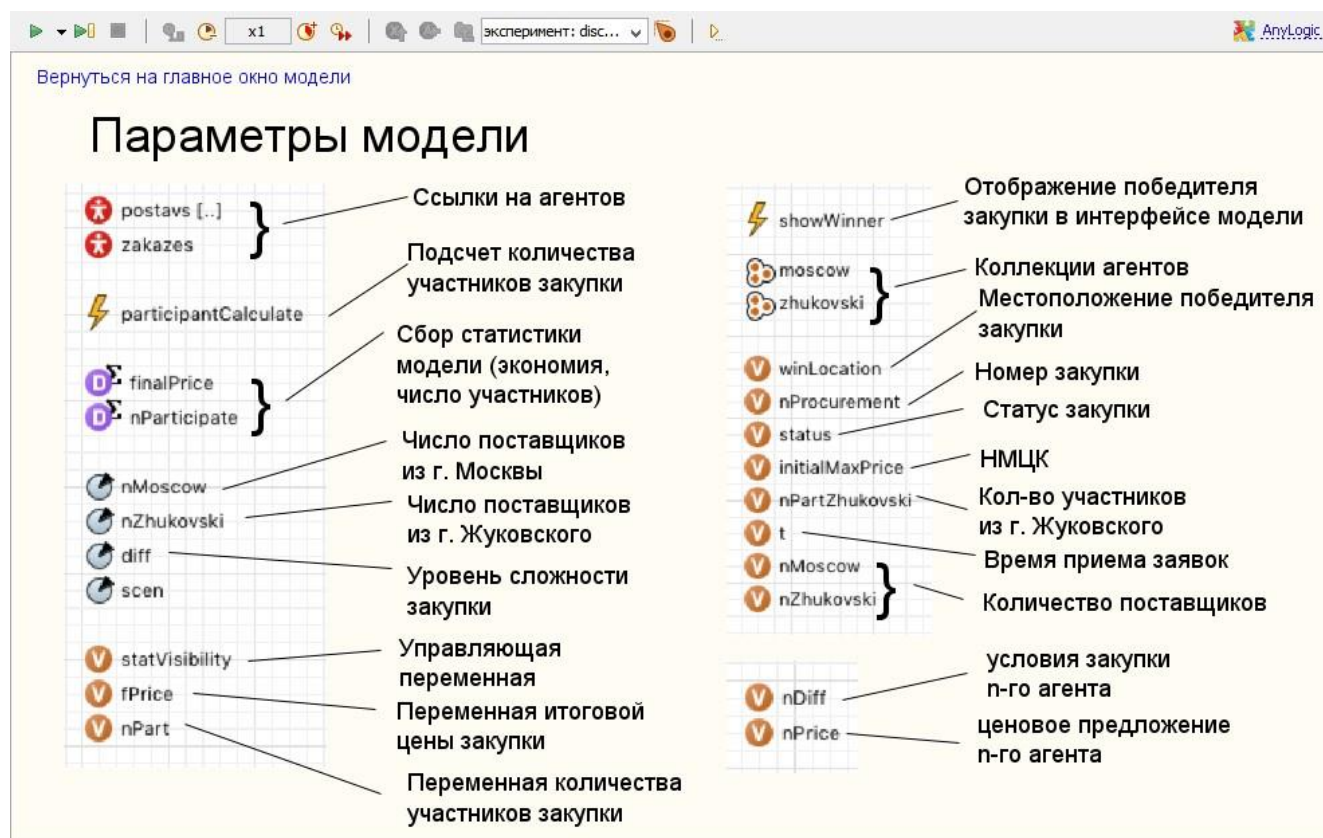 x1
эксперимент: disc...
AnyLogic
Вернуться на главное окно модели
Параметры модели
postavs [..]
zakazes
Ссылки на агентов
participantCalculate
Подсчет количества
участников закупки
finalPrice
nParticipate
Сбор статистики
модели (экономия,
число участников)
nMoscow
Число поставщиков
из г. Москвы
nZhukovski
Число поставщиков
из г. Жуковского
diff
Уровень сложности
закупки
scen
statVisibility
Управляющая
переменная
fPrice
Переменная итоговой
цены закупки
nPart
Переменная количества
участников закупки
showWinner
Отображение победителя
закупки в интерфейсе модели
moscow
zhukovski
Коллекции агентов
winLocation
Местоположение победителя
закупки
nProcurement
Номер закупки
status
Статус закупки
initialMaxPrice
НМЦК
nPartZhukovski
Кол-во участников
из г. Жуковского
t
Время приема заявок
nMoscow
nZhukovski
Количество поставщиков
nDiff
условия закупки
n-го агента
nPrice
ценовое предложение
n-го агента